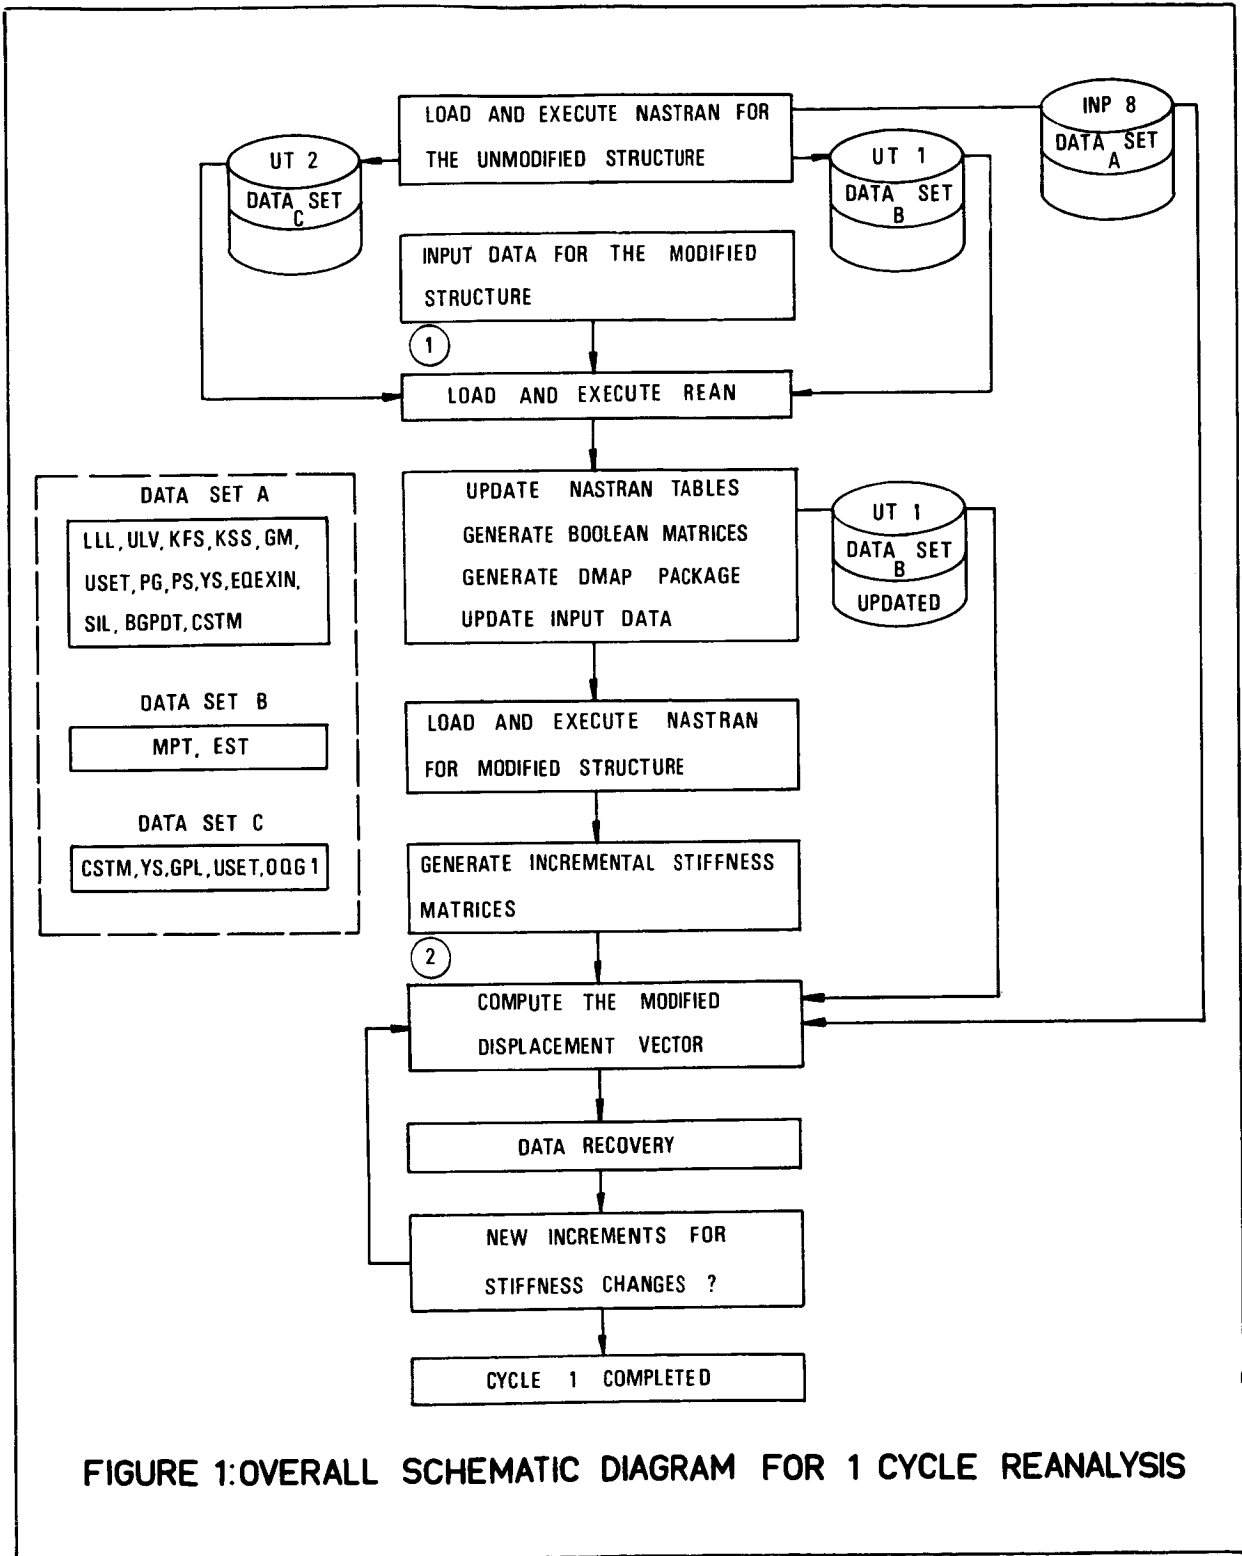 LOAD AND EXECUTE NASTRAN FOR
THE UNMODIFIED STRUCTURE
INP 8
DATA SET
A
UT 2
DATA SET
C
UT 1
DATA SET
B
INPUT DATA FOR THE MODIFIED
STRUCTURE
1
LOAD AND EXECUTE REAN
UPDATE NASTRAN TABLES
GENERATE BOOLEAN MATRICES
GENERATE DMAP PACKAGE
UPDATE INPUT DATA
UT 1
DATA SET
B
UPDATED
DATA SET A
LLL, ULV, KFS, KSS, GM,
USET, PG, PS, YS, EQEXIN,
SIL, BGPDT, CSTM
DATA SET B
MPT, EST
DATA SET C
CSTM, YS, GPL, USET, OQG 1
LOAD AND EXECUTE NASTRAN
FOR MODIFIED STRUCTURE
GENERATE INCREMENTAL STIFFNESS
MATRICES
2
COMPUTE THE MODIFIED
DISPLACEMENT VECTOR
DATA RECOVERY
NEW INCREMENTS FOR
STIFFNESS CHANGES ?
CYCLE 1 COMPLETED
FIGURE 1: OVERALL SCHEMATIC DIAGRAM FOR 1 CYCLE REANALYSIS